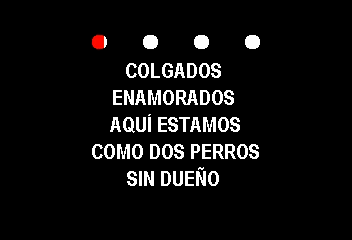 COLGADOS
ENAMORADOS
AQUÍ ESTAMOS
COMO DOS PERROS
SIN DUEÑO